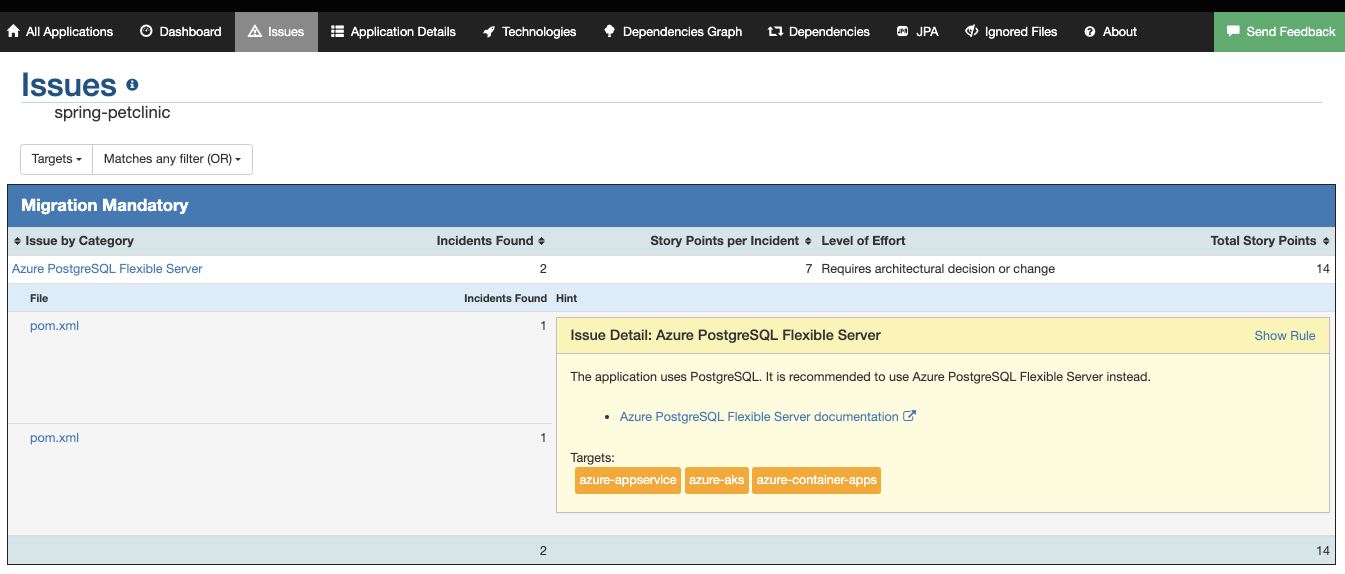 All Applications Dashboard Issues Application Details Technologies Dependencies Graph Dependencies JPA Ignored Files About Send Feedback
Issues
spring-petclinic
Targets Matches any filter (OR)
Migration Mandatory
Issue by Category Incidents Found Story Points per Incident Level of Effort Total Story Points
Azure PostgreSQL Flexible Server 2 7 Requires architectural decision or change 14
File Incidents Found Hint
pom.xml 1
Issue Detail: Azure PostgreSQL Flexible Server Show Rule
The application uses PostgreSQL. It is recommended to use Azure PostgreSQL Flexible Server instead.
• Azure PostgreSQL Flexible Server documentation
pom.xml 1
Targets:
azure-appservice azure-aks azure-container-apps
2 14